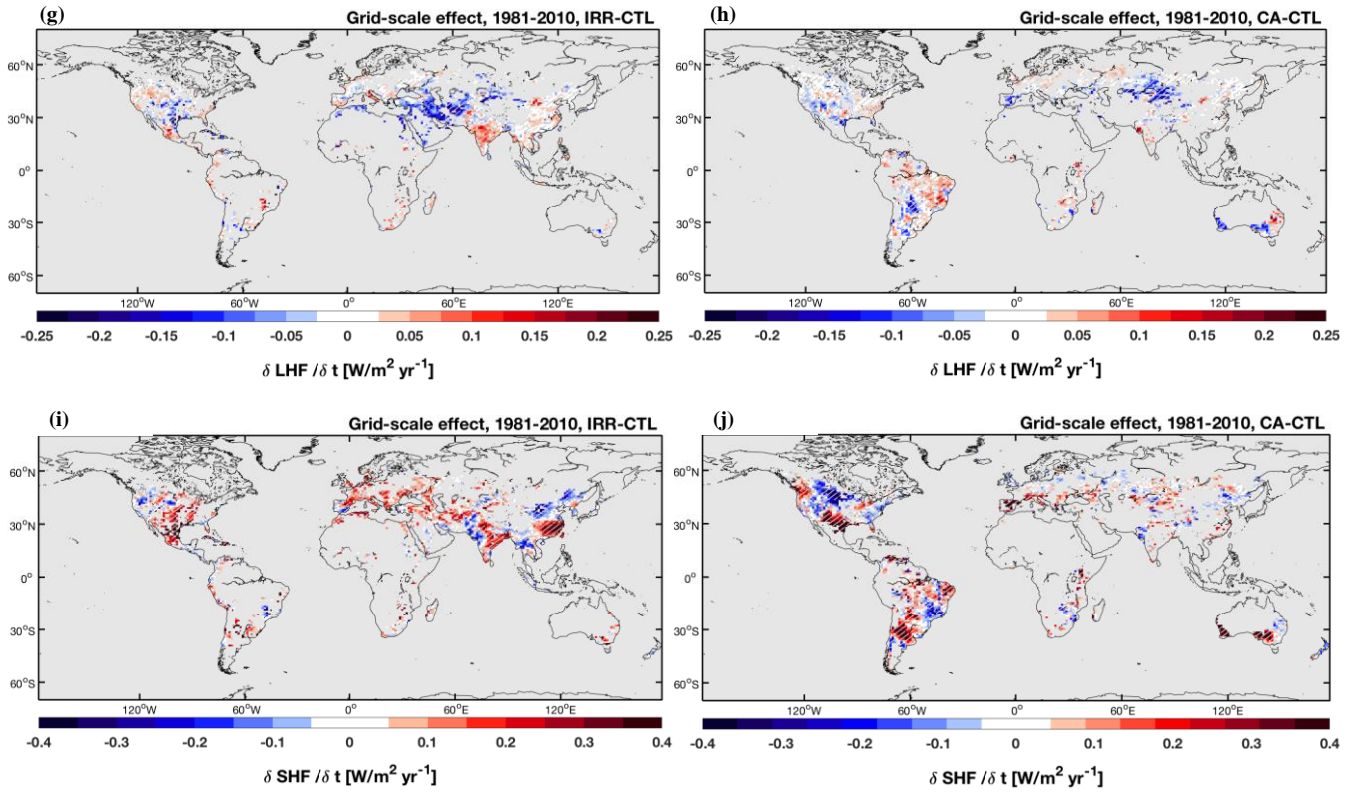 (g)
Grid-scale effect, 1981-2010, IRR-CTL
60°N
30°N
0°
30°S
60°S
120°W 60°W 0° 60°E 120°E
-0.25 -0.2 -0.15 -0.1 -0.05 0 0.05 0.1 0.15 0.2 0.25
δ LHF /δ t [W/m² yr⁻¹]
(h)
Grid-scale effect, 1981-2010, CA-CTL
60°N
30°N
0°
30°S
60°S
120°W 60°W 0° 60°E 120°E
-0.25 -0.2 -0.15 -0.1 -0.05 0 0.05 0.1 0.15 0.2 0.25
δ LHF /δ t [W/m² yr⁻¹]
(i)
Grid-scale effect, 1981-2010, IRR-CTL
60°N
30°N
0°
30°S
60°S
120°W 60°W 0° 60°E 120°E
-0.4 -0.3 -0.2 -0.1 0 0.1 0.2 0.3 0.4
δ SHF /δ t [W/m² yr⁻¹]
(j)
Grid-scale effect, 1981-2010, CA-CTL
60°N
30°N
0°
30°S
60°S
120°W 60°W 0° 60°E 120°E
-0.4 -0.3 -0.2 -0.1 0 0.1 0.2 0.3 0.4
δ SHF /δ t [W/m² yr⁻¹]